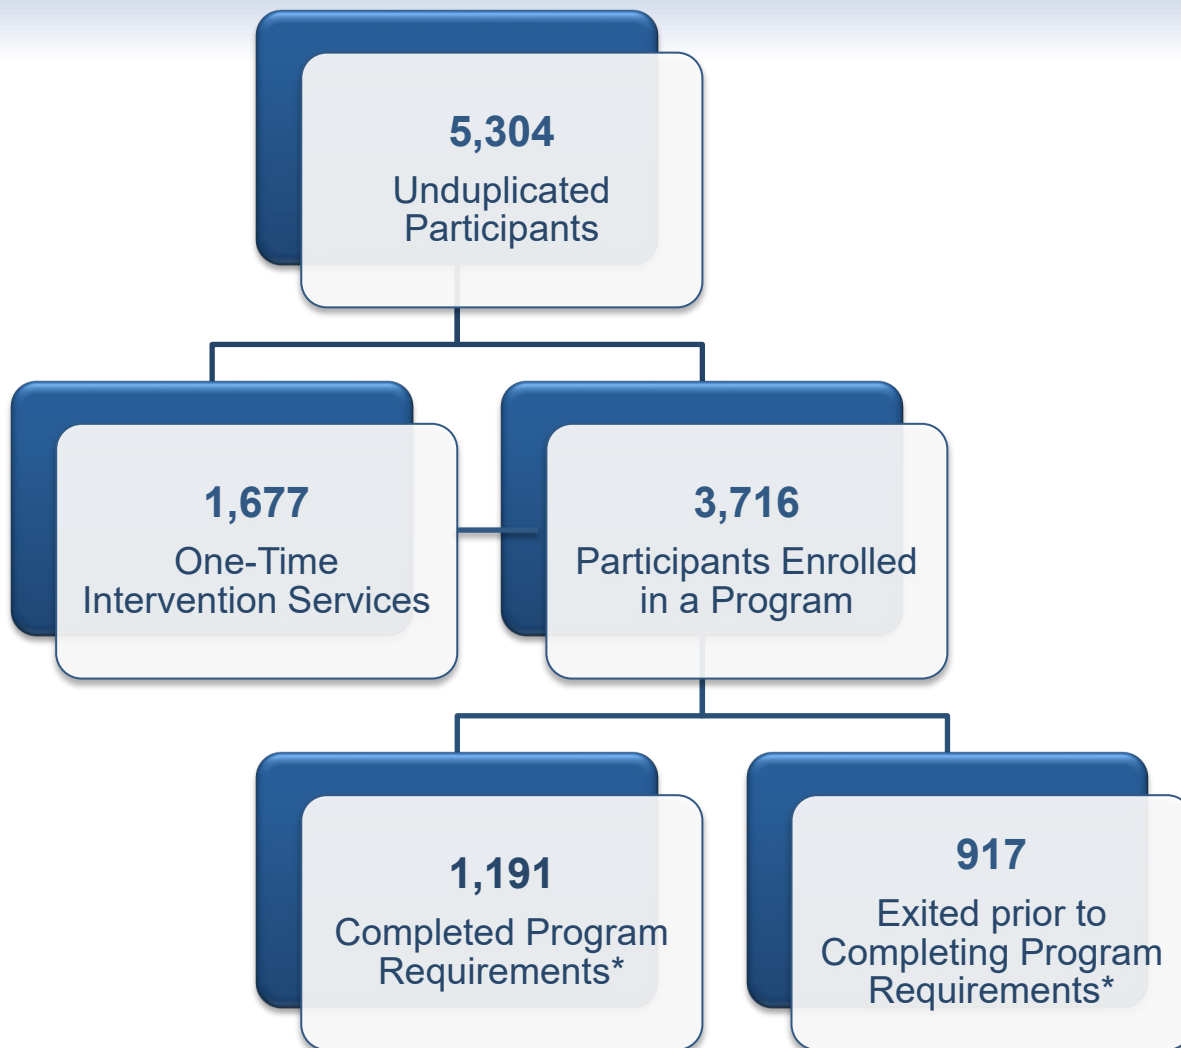 5,304
Unduplicated
Participants
1,677
One-Time
Intervention Services
3,716
Participants Enrolled
in a Program
1,191
Completed Program
Requirements*
917
Exited prior to
Completing Program
Requirements*